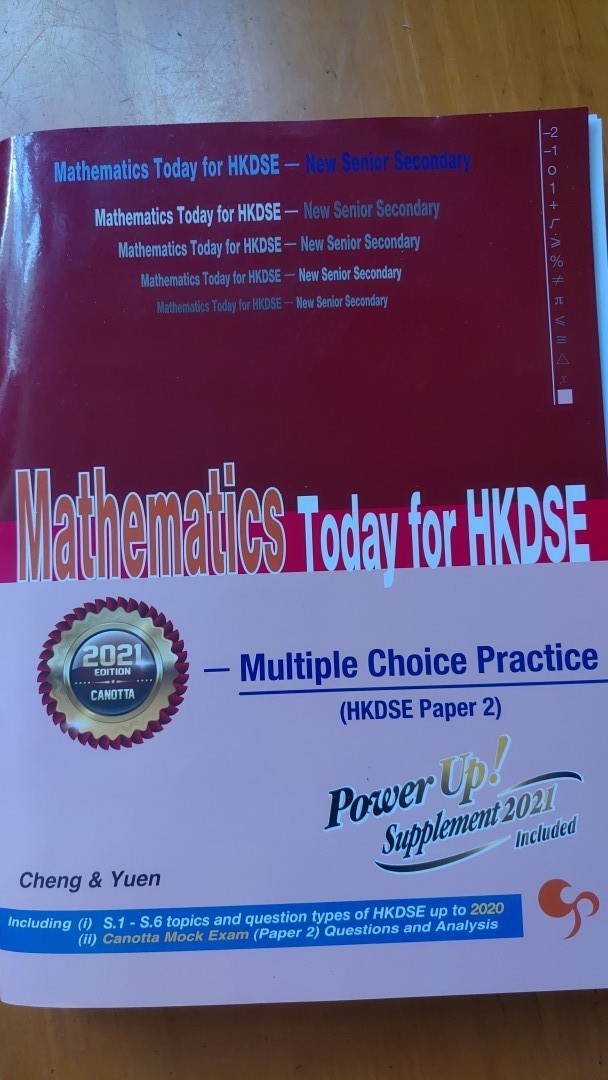 Mathematics Today for HKDSE — New Senior Secondary
Mathematics Today for HKDSE — New Senior Secondary
Mathematics Today for HKDSE — New Senior Secondary
Mathematics Today for HKDSE — New Senior Secondary
Mathematics Today for HKDSE — New Senior Secondary
-2
-1
0
1
+
√
≥
%
≠
π
≤
≡
△
x
Mathematics Today for HKDSE
2021
EDITION
CANOTTA
— Multiple Choice Practice
(HKDSE Paper 2)
Power Up!
Supplement 2021
Included
Cheng & Yuen
Including (i) S.1 - S.6 topics and question types of HKDSE up to 2020
(ii) Canotta Mock Exam (Paper 2) Questions and Analysis